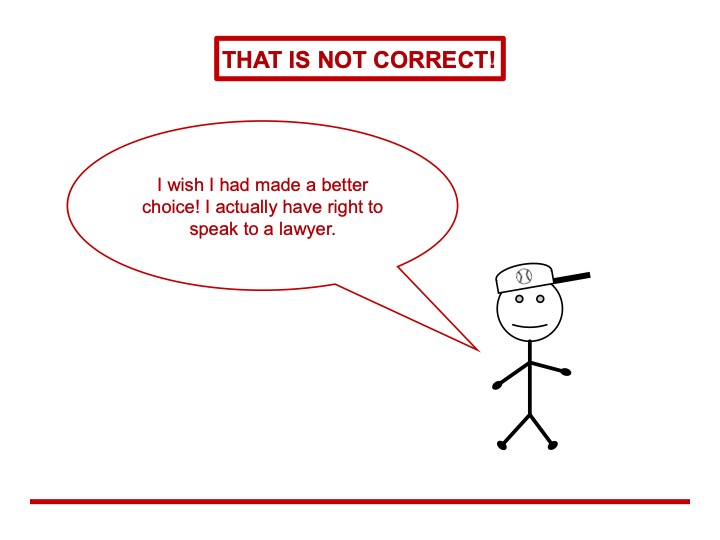 THAT IS NOT CORRECT!
I wish I had made a better
choice! I actually have right to
speak to a lawyer.